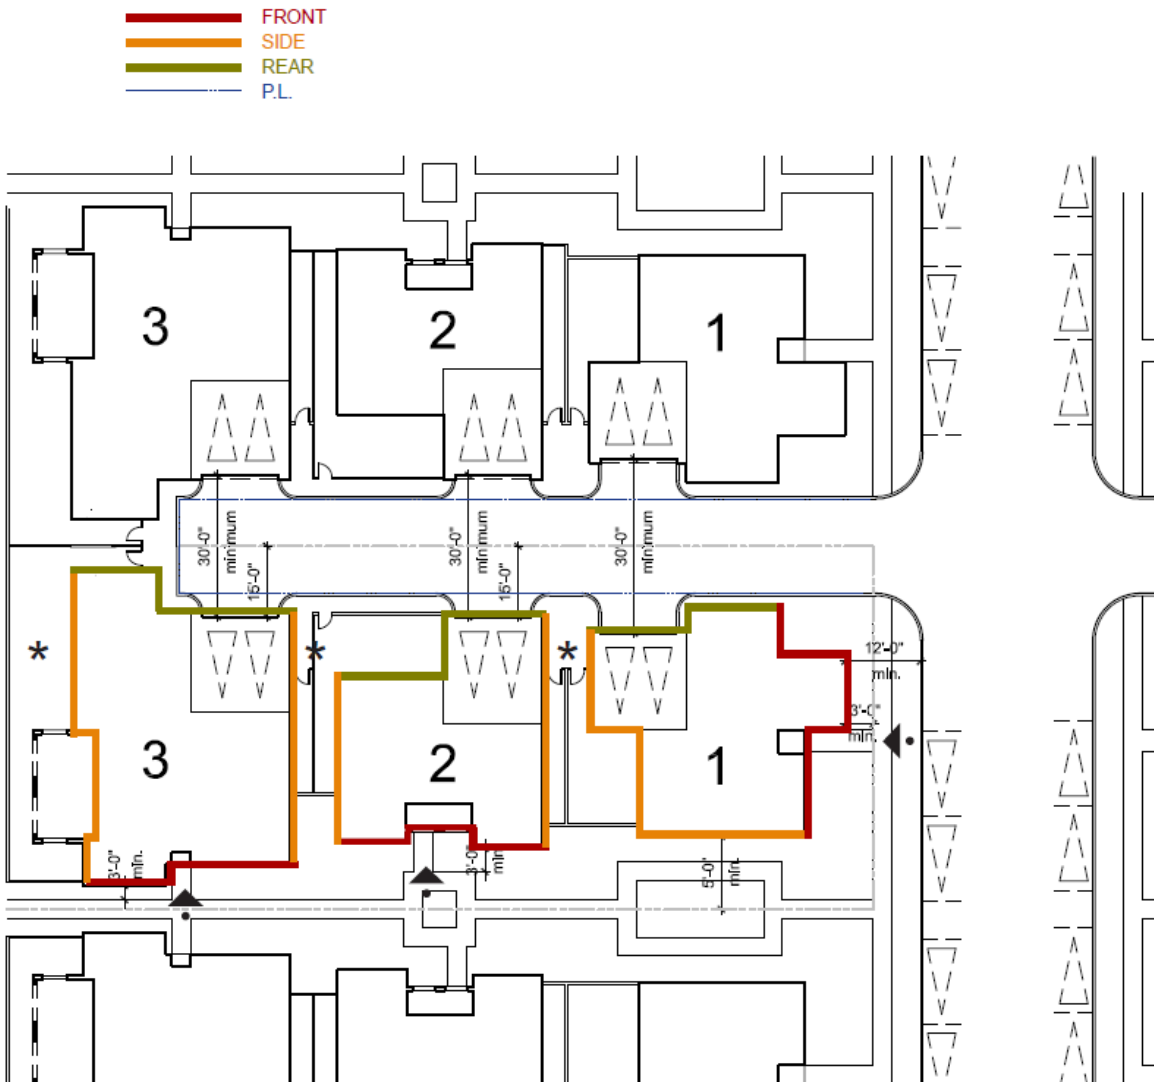 FRONT
SIDE
REAR
P.L.
3
2
1
30'-0"
minimum
15'-0"
30'-0"
minimum
15'-0"
30'-0"
minimum
*
*
*
12'-0"
min.
3'-0"
min.
3
2
1
3'-0"
min.
3'-0"
min.
5'-0"
min.